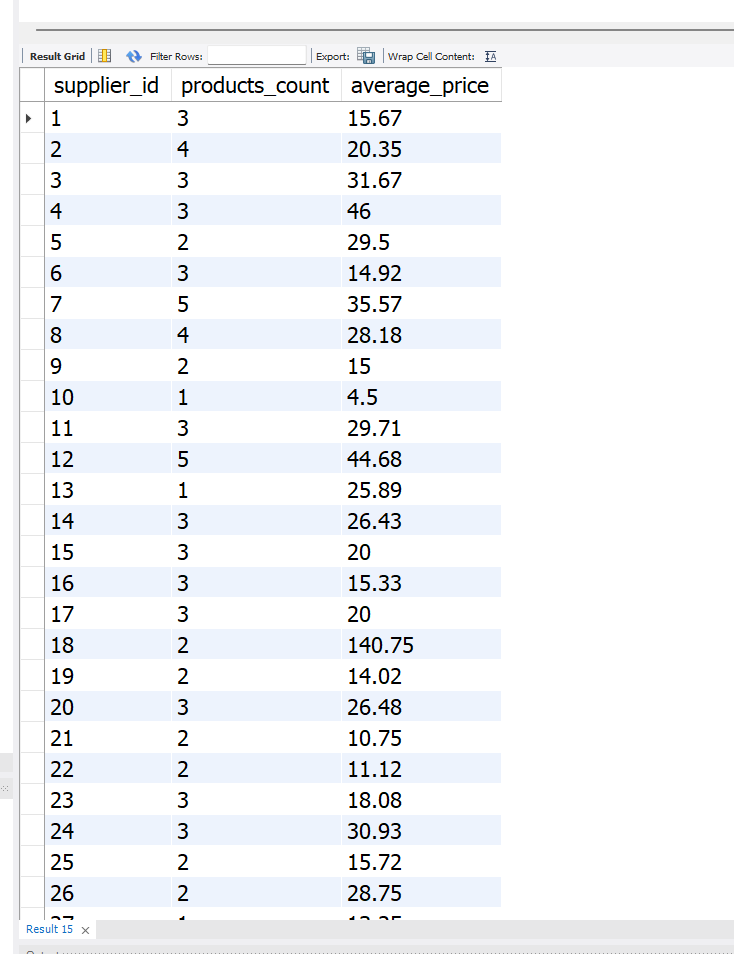 Result Grid Filter Rows: Export: Wrap Cell Content:
supplier_id products_count average_price
1 3 15.67
2 4 20.35
3 3 31.67
4 3 46
5 2 29.5
6 3 14.92
7 5 35.57
8 4 28.18
9 2 15
10 1 4.5
11 3 29.71
12 5 44.68
13 1 25.89
14 3 26.43
15 3 20
16 3 15.33
17 3 20
18 2 140.75
19 2 14.02
20 3 26.48
21 2 10.75
22 2 11.12
23 3 18.08
24 3 30.93
25 2 15.72
26 2 28.75
Result 15